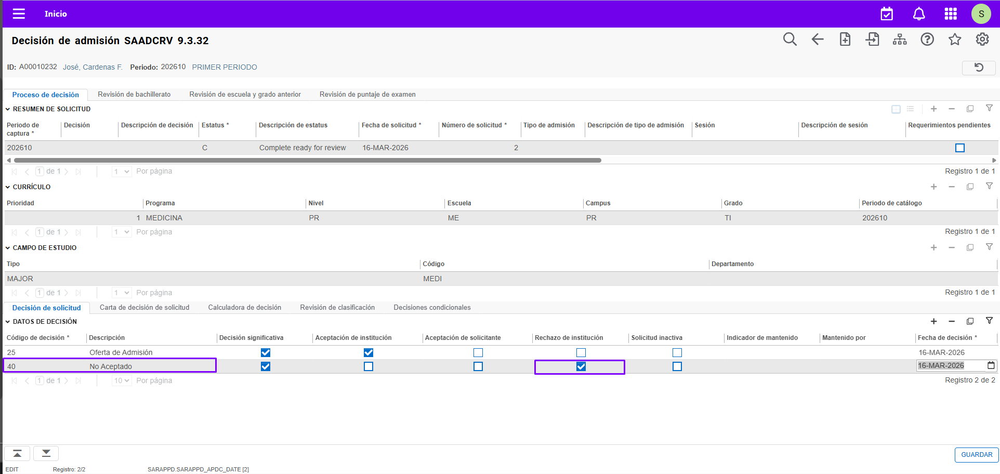 Inicio
S
Decisión de admisión SAADCRV 9.3.32
ID: A00010232 José, Cardenas F. Periodo: 202610 PRIMER PERIODO
Proceso de decisión Revisión de bachillerato Revisión de escuela y grado anterior Revisión de puntaje de examen
RESUMEN DE SOLICITUD
Periodo de captura * Decisión Descripción de decisión Estatus * Descripción de estatus Fecha de solicitud * Número de solicitud * Tipo de admisión Descripción de tipo de admisión Sesión Descripción de sesión Requerimientos pendientes
202610 C Complete ready for review 16-MAR-2026 2
1 de 1 1 Por página Registro 1 de 1
CURRÍCULO
Prioridad Programa Nivel Escuela Campus Grado Periodo de catálogo
1 MEDICINA PR ME PR TI 202610
1 de 1 1 Por página Registro 1 de 1
CAMPO DE ESTUDIO
Tipo Código Departamento
MAJOR MEDI
1 de 1 1 Por página Registro 1 de 1
Decisión de solicitud Carta de decisión de solicitud Calculadora de decisión Revisión de clasificación Decisiones condicionales
DATOS DE DECISIÓN
Código de decisión * Descripción Decisión significativa Aceptación de institución Aceptación de solicitante Rechazo de institución Solicitud inactiva Indicador de mantenido Mantenido por Fecha de decisión *
25 Oferta de Admisión 16-MAR-2026
40 No Aceptado 16-MAR-2026
1 de 1 10 Por página Registro 2 de 2
GUARDAR
EDIT Registro: 2/2 SARAPPD.SARAPPD_APDC_DATE [2]